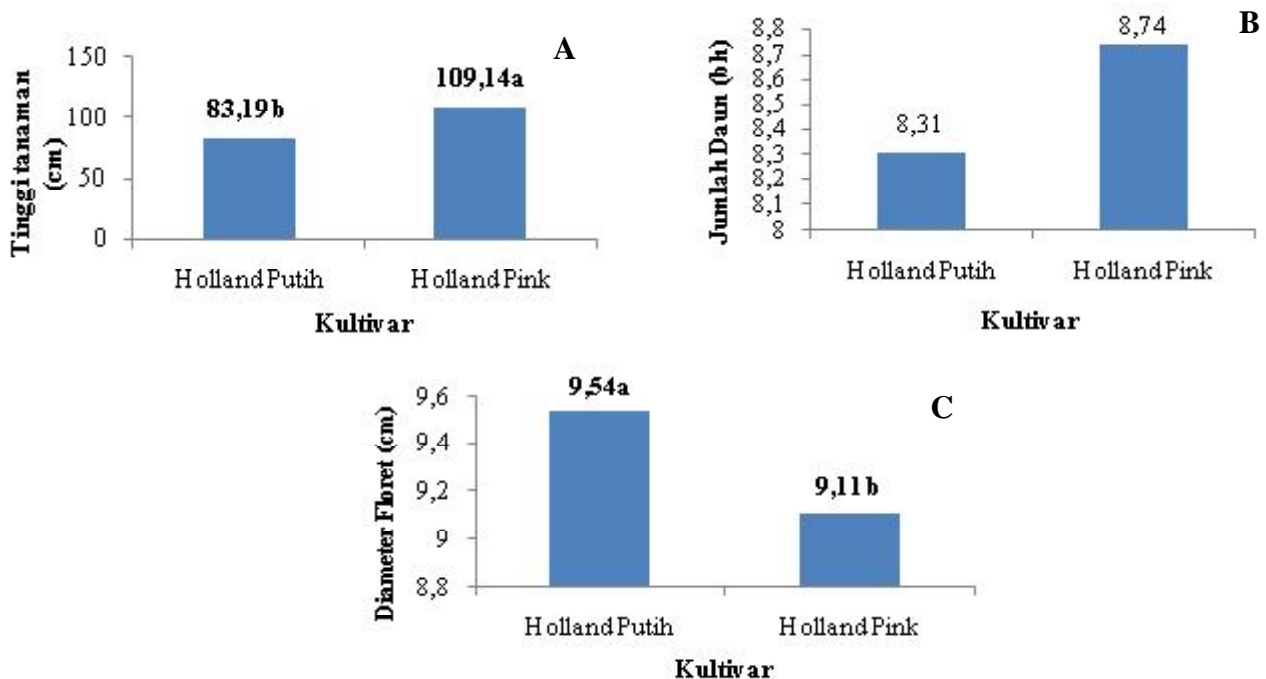 A
Tinggi tanaman
(cm)
150
100
50
0
83,19b
109,14a
Holland Putih
Holland Pink
Kultivar
B
Jumlah Daun (bh)
8,8
8,7
8,6
8,5
8,4
8,3
8,2
8,1
8
8,31
8,74
Holland Putih
Holland Pink
Kultivar
C
Diameter Floret (cm)
9,6
9,4
9,2
9
8,8
9,54a
9,11b
Holland Putih
Holland Pink
Kultivar